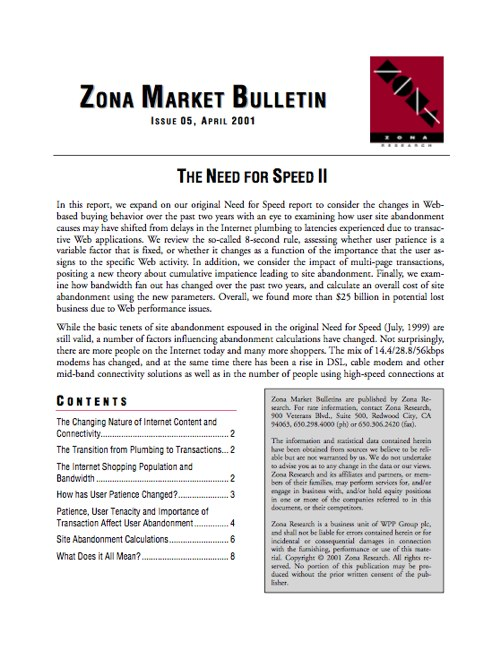 ZONA MARKET BULLETIN
ISSUE 05, APRIL 2001
ZONA
ZONA
RESEARCH
THE NEED FOR SPEED II
In this report, we expand on our original Need for Speed report to consider the changes in Web-
based buying behavior over the past two years with an eye to examining how user site abandonment
causes may have shifted from delays in the Internet plumbing to latencies experienced due to transac-
tive Web applications. We review the so-called 8-second rule, assessing whether user patience is a
variable factor that is fixed, or whether it changes as a function of the importance that the user as-
signs to the specific Web activity. In addition, we consider the impact of multi-page transactions,
positing a new theory about cumulative impatience leading to site abandonment. Finally, we exam-
ine how bandwidth fan out has changed over the past two years, and calculate an overall cost of site
abandonment using the new parameters. Overall, we found more than $25 billion in potential lost
business due to Web performance issues.
While the basic tenets of site abandonment espoused in the original Need for Speed (July, 1999) are
still valid, a number of factors influencing abandonment calculations have changed. Not surprisingly,
there are more people on the Internet today and many more shoppers. The mix of 14.4/28.8/56kbps
modems has changed, and at the same time there has been a rise in DSL, cable modem and other
mid-band connectivity solutions as well as in the number of people using high-speed connections at
CONTENTS
The Changing Nature of Internet Content and
Connectivity....................................................... 2
The Transition from Plumbing to Transactions... 2
The Internet Shopping Population and
Bandwidth ......................................................... 2
How has User Patience Changed?..................... 3
Patience, User Tenacity and Importance of
Transaction Affect User Abandonment .............. 4
Site Abandonment Calculations......................... 6
What Does it All Mean?..................................... 8
Zona Market Bulletins are published by Zona Re-
search. For rate information, contact Zona Research,
900 Veterans Blvd., Suite 500, Redwood City, CA
94063, 650.298.4000 (ph) or 650.306.2420 (fax).
The information and statistical data contained herein
have been obtained from sources we believe to be reli-
able but are not warranted by us. We do not undertake
to advise you as to any change in the data or our views.
Zona Research and its affiliates and partners, or mem-
bers of their families, may perform services for, and/or
engage in business with, and/or hold equity positions
in one or more of the companies referred to in this
document, or their competitors.
Zona Research is a business unit of WPP Group plc,
and shall not be liable for errors contained herein or for
incidental or consequential damages in connection
with the furnishing, performance or use of this mate-
rial. Copyright © 2001 Zona Research. All rights re-
served. No portion of this publication may be pro-
duced without the prior written consent of the pub-
lisher.